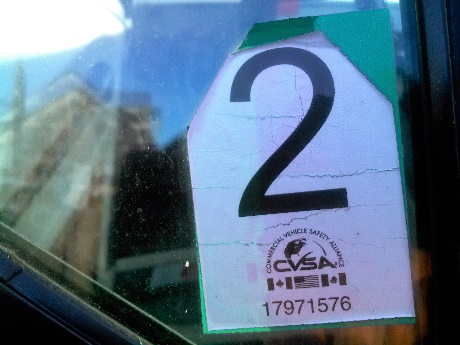 2
COMMERCIAL VEHICLE SAFETY ALLIANCE
CVSA
17971576